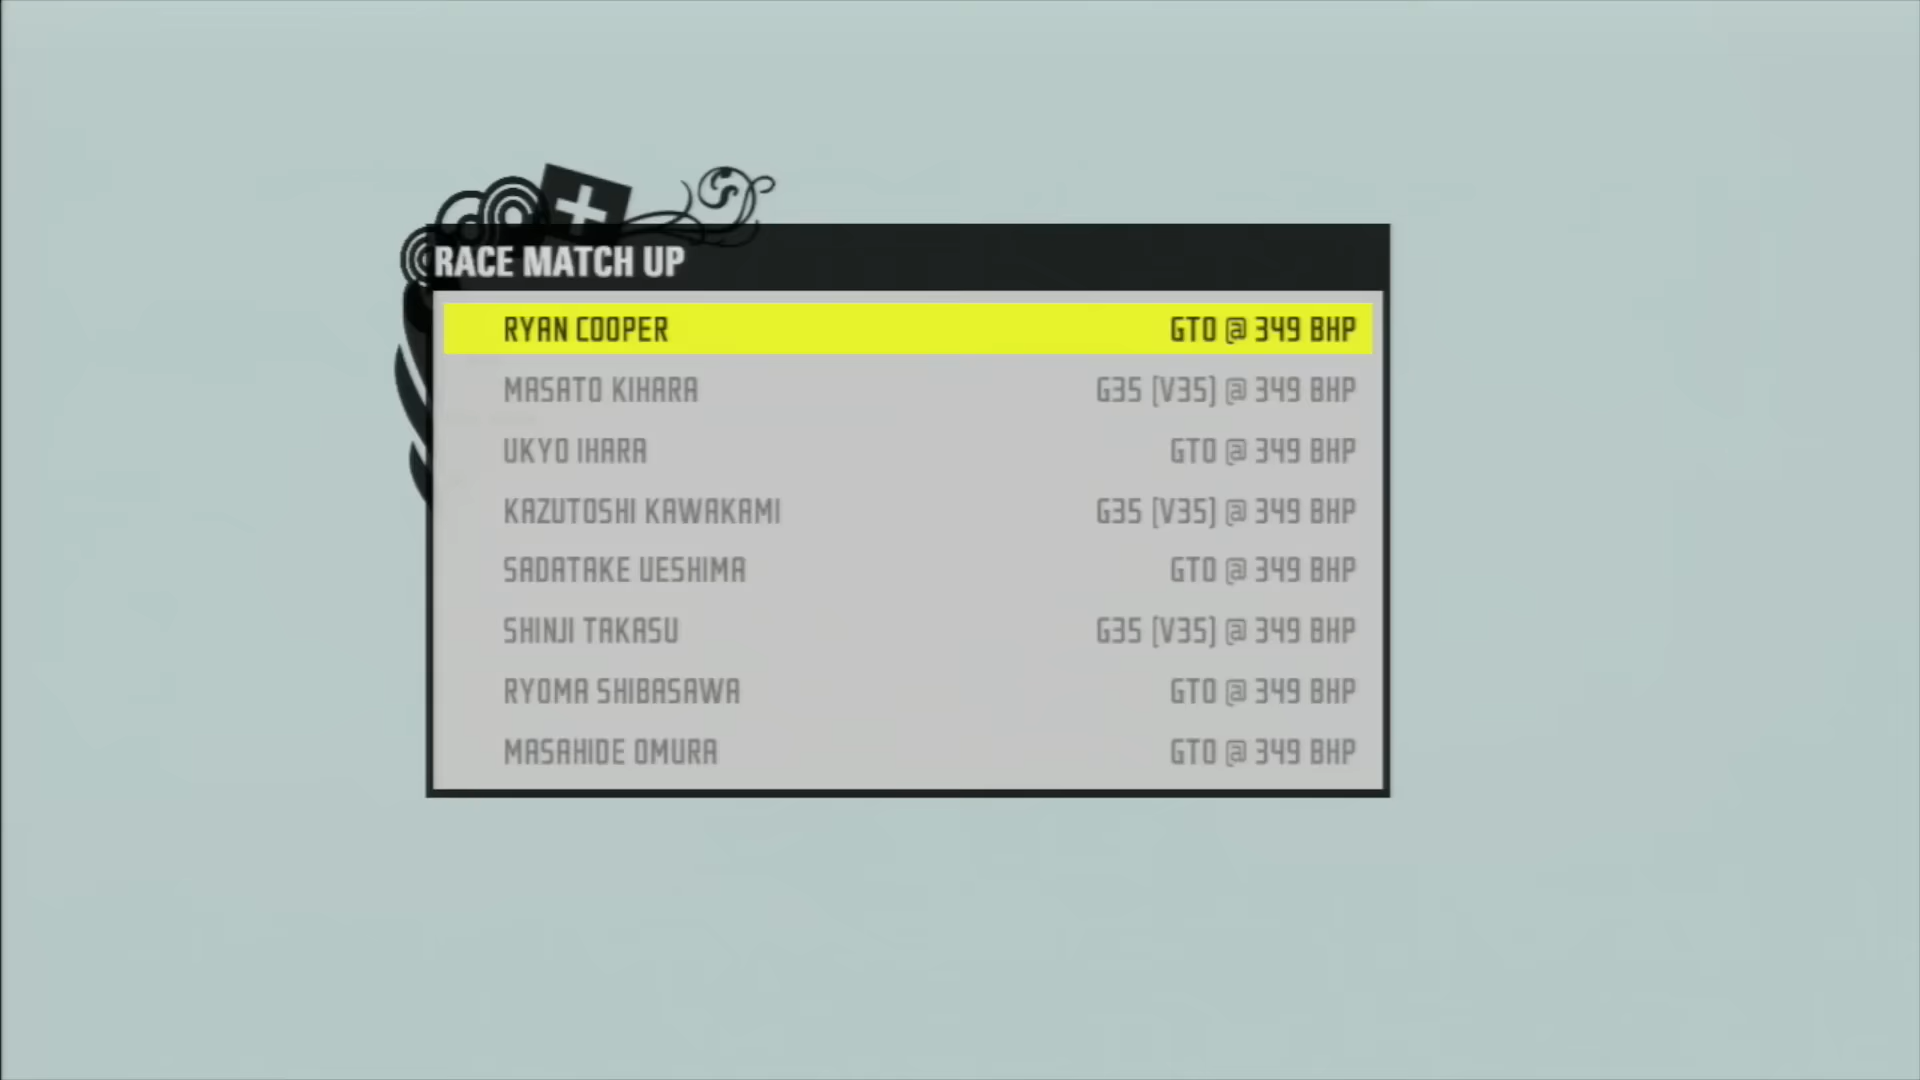 RACE MATCH UP
RYAN COOPER GTO @ 349 BHP
MASATO KIHARA G35 [V35] @ 349 BHP
UKYO IHARA GTO @ 349 BHP
KAZUTOSHI KAWAKAMI G35 [V35] @ 349 BHP
SADATAKE UESHIMA GTO @ 349 BHP
SHINJI TAKASU G35 [V35] @ 349 BHP
RYOMA SHIBASAWA GTO @ 349 BHP
MASAHIDE OMURA GTO @ 349 BHP